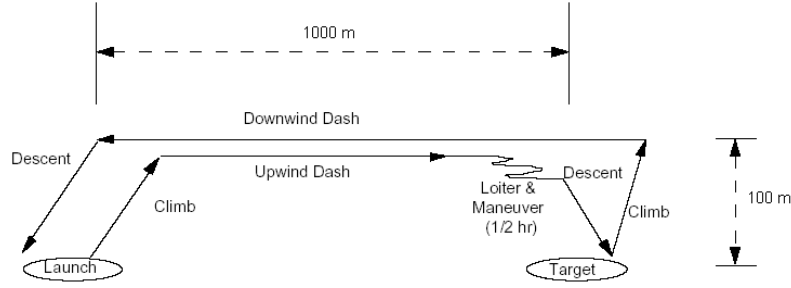 1000 m
Downwind Dash
Descent
Upwind Dash
Climb
Loiter &
Maneuver
(1/2 hr)
Descent
Climb
100 m
Launch
Target